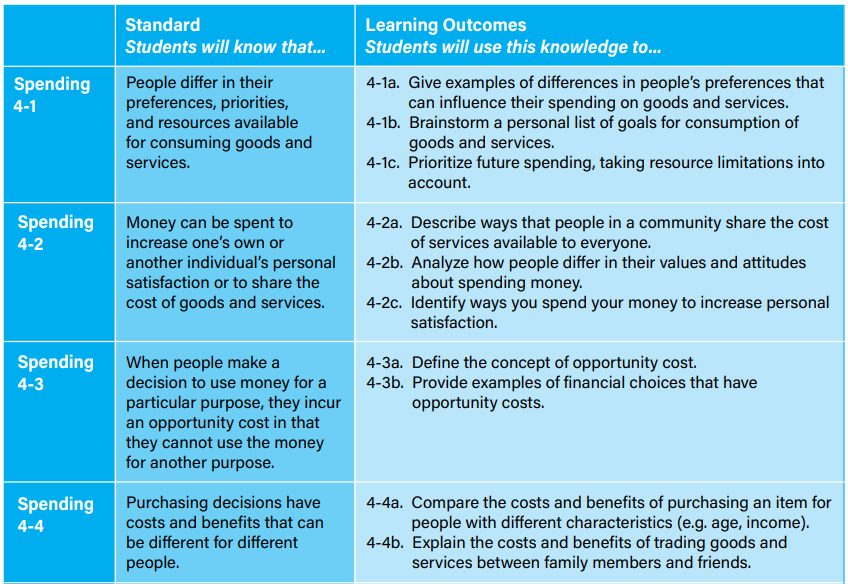 Standard
Students will know that...
Learning Outcomes
Students will use this knowledge to...
Spending
4-1
People differ in their
preferences, priorities,
and resources available
for consuming goods and
services.
4-1a. Give examples of differences in people's preferences that
can influence their spending on goods and services.
4-1b. Brainstorm a personal list of goals for consumption of
goods and services.
4-1c. Prioritize future spending, taking resource limitations into
account.
Spending
4-2
Money can be spent to
increase one's own or
another individual's personal
satisfaction or to share the
cost of goods and services.
4-2a. Describe ways that people in a community share the cost
of services available to everyone.
4-2b. Analyze how people differ in their values and attitudes
about spending money.
4-2c. Identify ways you spend your money to increase personal
satisfaction.
Spending
4-3
When people make a
decision to use money for a
particular purpose, they incur
an opportunity cost in that
they cannot use the money
for another purpose.
4-3a. Define the concept of opportunity cost.
4-3b. Provide examples of financial choices that have
opportunity costs.
Spending
4-4
Purchasing decisions have
costs and benefits that can
be different for different
people.
4-4a. Compare the costs and benefits of purchasing an item for
people with different characteristics (e.g. age, income).
4-4b. Explain the costs and benefits of trading goods and
services between family members and friends.